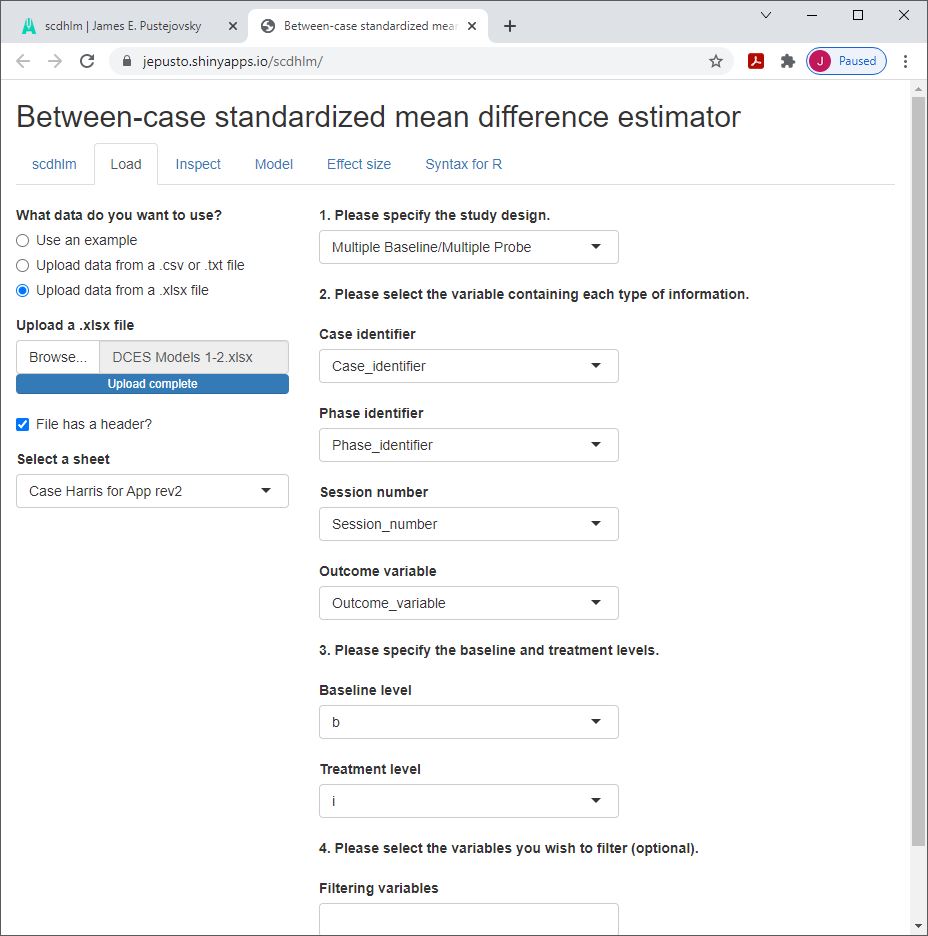 scdhlm | James E. Pustejovsky
Between-case standardized mean
jepusto.shinyapps.io/scdhlm/
J Paused
Between-case standardized mean difference estimator
scdhlm Load Inspect Model Effect size Syntax for R
What data do you want to use?
Use an example
Upload data from a .csv or .txt file
Upload data from a .xlsx file
Upload a .xlsx file
Browse... DCES Models 1-2.xlsx
Upload complete
File has a header?
Select a sheet
Case Harris for App rev2
1. Please specify the study design.
Multiple Baseline/Multiple Probe
2. Please select the variable containing each type of information.
Case identifier
Case_identifier
Phase identifier
Phase_identifier
Session number
Session_number
Outcome variable
Outcome_variable
3. Please specify the baseline and treatment levels.
Baseline level
b
Treatment level
i
4. Please select the variables you wish to filter (optional).
Filtering variables